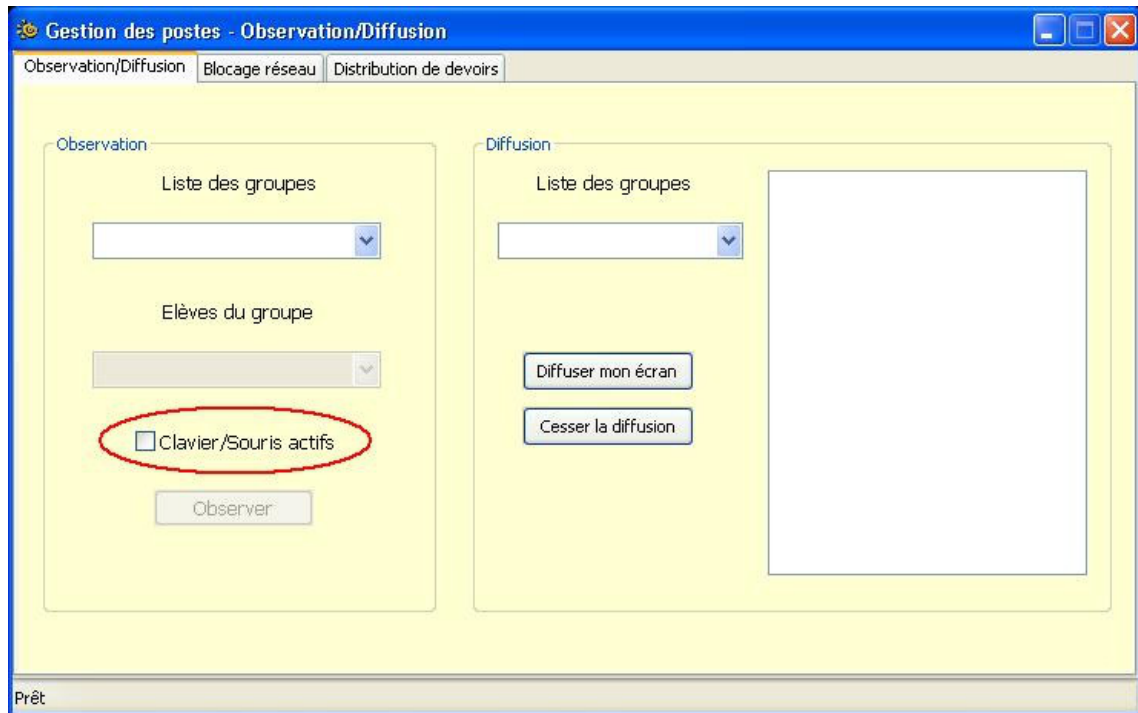 Gestion des postes - Observation/Diffusion
Observation/Diffusion Blocage réseau Distribution de devoirs
Observation
Liste des groupes
Elèves du groupe
Clavier/Souris actifs
Observer
Diffusion
Liste des groupes
Diffuser mon écran
Cesser la diffusion
Prêt